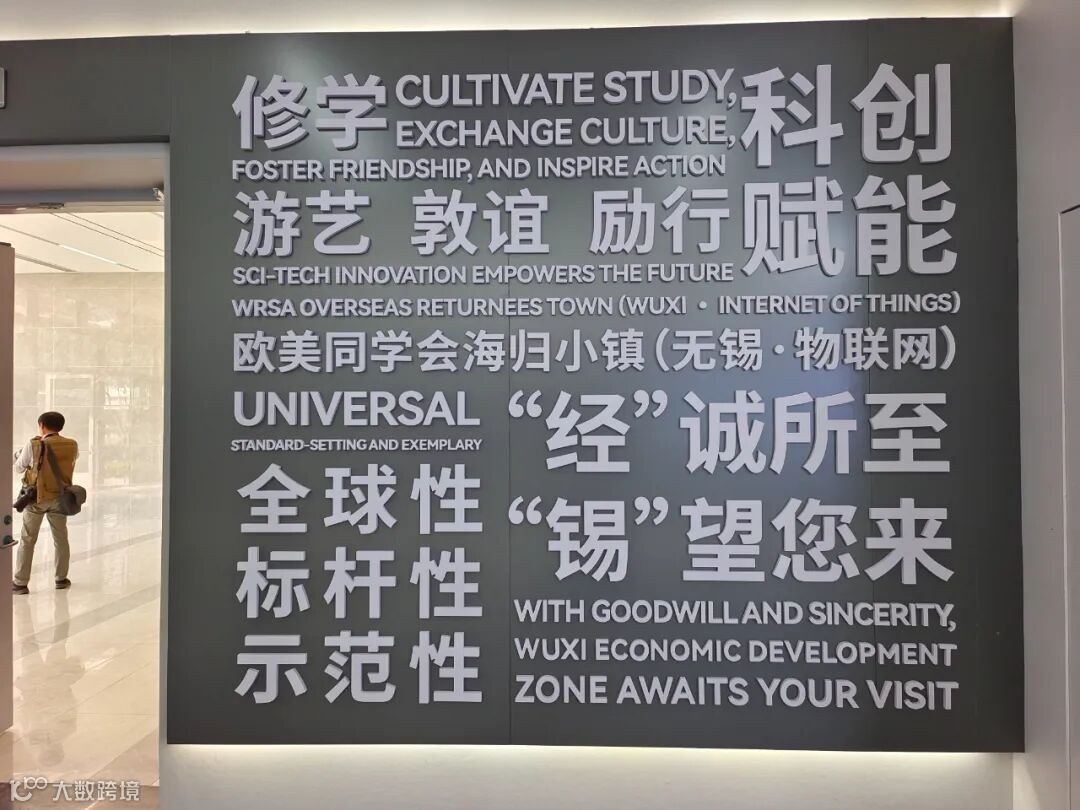 修学
CULTIVATE STUDY,
EXCHANGE CULTURE,
FOSTER FRIENDSHIP, AND INSPIRE ACTION
科创
游艺 敦谊 励行
赋能
SCI-TECH INNOVATION EMPOWERS THE FUTURE
WRSA OVERSEAS RETURNEES TOWN (WUXI · INTERNET OF THINGS)
欧美同学会海归小镇(无锡·物联网)
UNIVERSAL
STANDARD-SETTING AND EXEMPLARY
全球性
标杆性
示范性
“经”诚所至
“锡”望您来
WITH GOODWILL AND SINCERITY,
WUXI ECONOMIC DEVELOPMENT
ZONE AWAITS YOUR VISIT
大数跨境